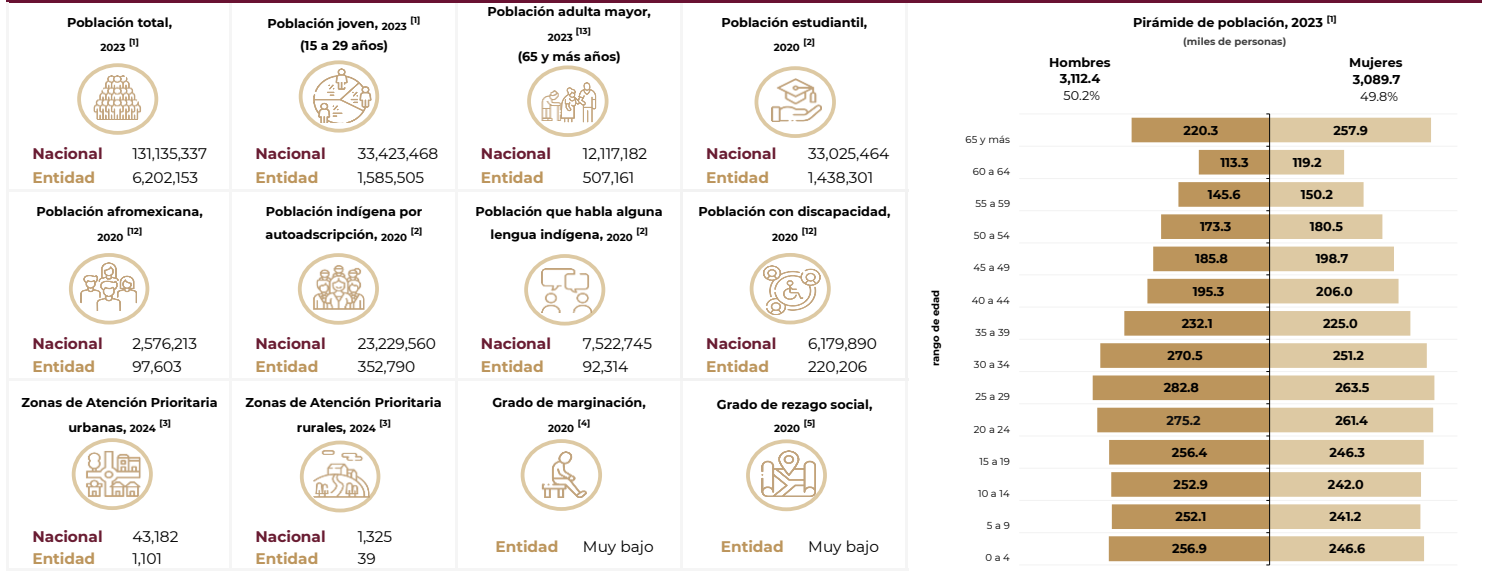 Población total,
2023 [1]
Nacional 131,135,337
Entidad 6,202,153
Población joven, 2023 [1]
(15 a 29 años)
Nacional 33,423,468
Entidad 1,585,505
Población adulta mayor,
2023 [13]
(65 y más años)
Nacional 12,117,182
Entidad 507,161
Población estudiantil,
2020 [2]
Nacional 33,025,464
Entidad 1,438,301
Población afromexicana,
2020 [12]
Nacional 2,576,213
Entidad 97,603
Población indígena por
autoadscripción, 2020 [2]
Nacional 23,229,560
Entidad 352,790
Población que habla alguna
lengua indígena, 2020 [2]
Nacional 7,522,745
Entidad 92,314
Población con discapacidad,
2020 [12]
Nacional 6,179,890
Entidad 220,206
Zonas de Atención Prioritaria
urbanas, 2024 [3]
Nacional 43,182
Entidad 1,101
Zonas de Atención Prioritaria
rurales, 2024 [3]
Nacional 1,325
Entidad 39
Grado de marginación,
2020 [4]
Entidad Muy bajo
Grado de rezago social,
2020 [5]
Entidad Muy bajo
Pirámide de población, 2023 [1]
(miles de personas)
Hombres
3,112.4
50.2%
Mujeres
3,089.7
49.8%
rango de edad
65 y más 220.3 257.9
60 a 64 113.3 119.2
55 a 59 145.6 150.2
50 a 54 173.3 180.5
45 a 49 185.8 198.7
40 a 44 195.3 206.0
35 a 39 232.1 225.0
30 a 34 270.5 251.2
25 a 29 282.8 263.5
20 a 24 275.2 261.4
15 a 19 256.4 246.3
10 a 14 252.9 242.0
5 a 9 252.1 241.2
0 a 4 256.9 246.6